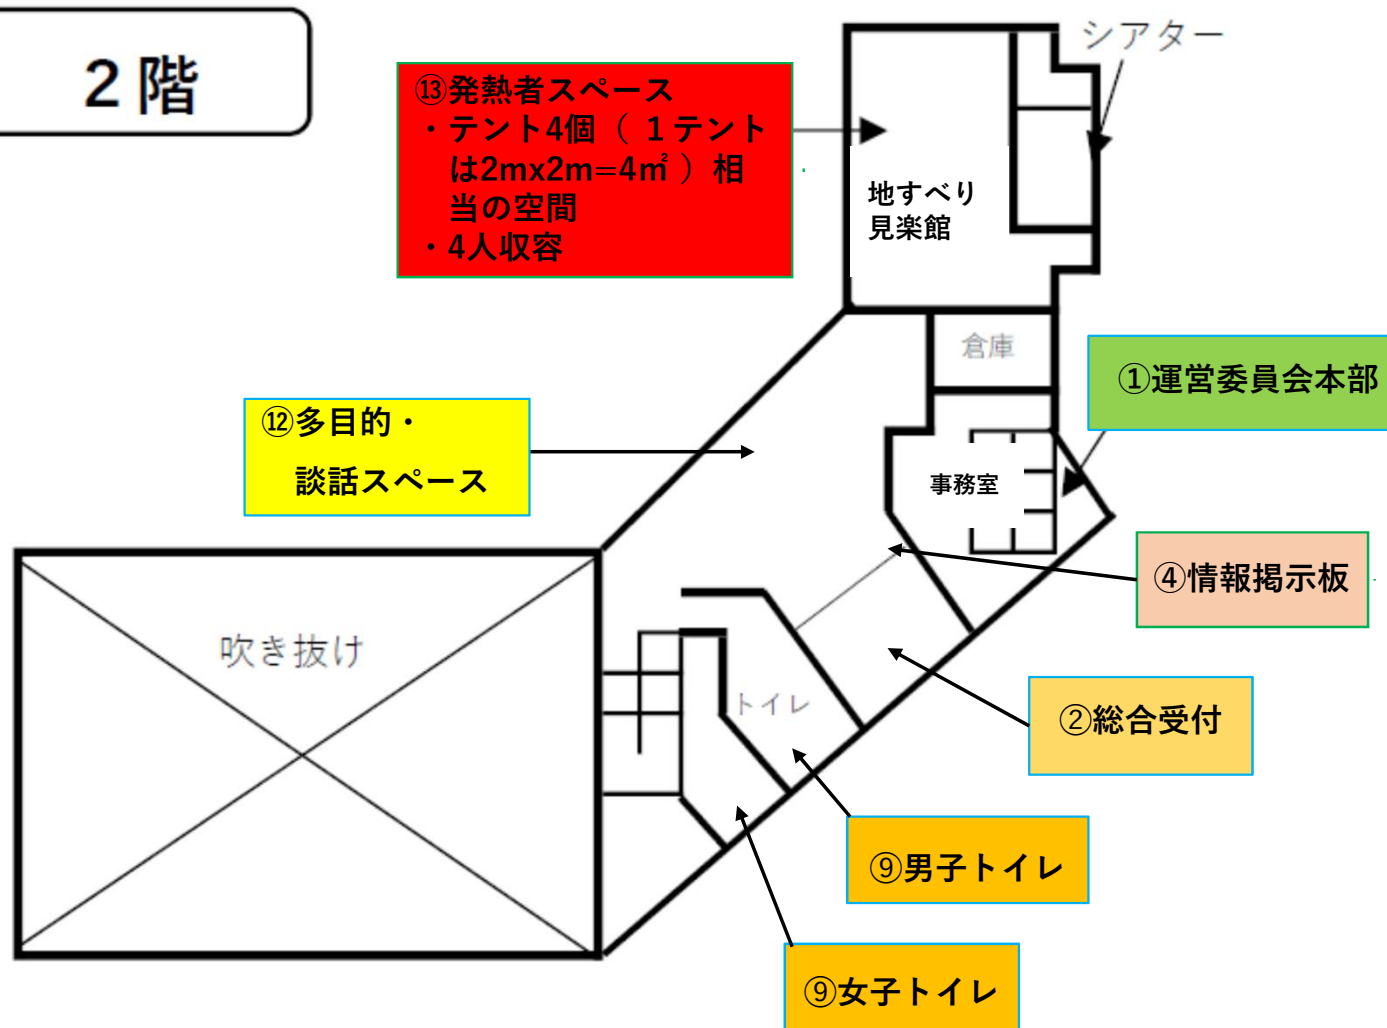 2階
シアター
⑬発熱者スペース
・テント4個（１テント
は2mx2m=4㎡）相
当の空間
・4人収容
地すべり
見楽館
倉庫
①運営委員会本部
⑫多目的・
談話スペース
事務室
④情報掲示板
吹き抜け
トイレ
②総合受付
⑨男子トイレ
⑨女子トイレ